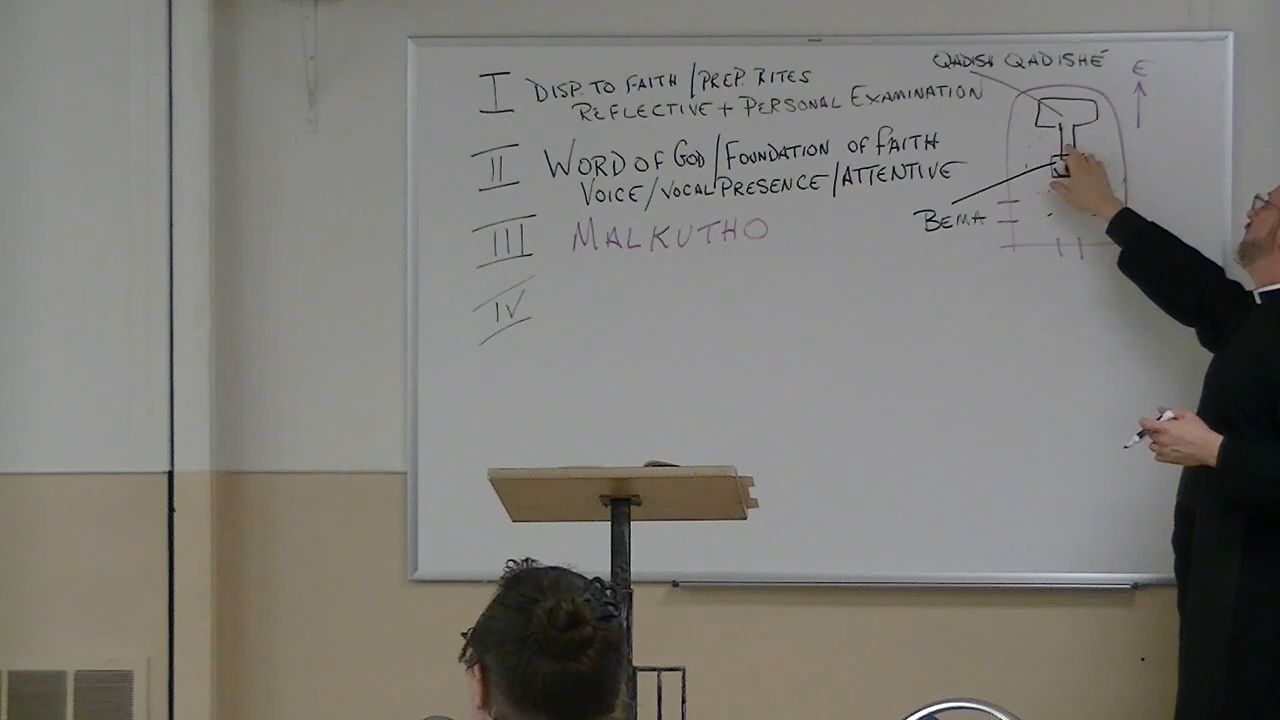 I DISP. TO FAITH / PREP. RITES
REFLECTIVE + PERSONAL EXAMINATION
II WORD OF GOD / FOUNDATION OF FAITH
VOICE / VOCAL PRESENCE / ATTENTIVE
III MALKUTHO
IV
QADISH QADISHÉ
E
BEMA